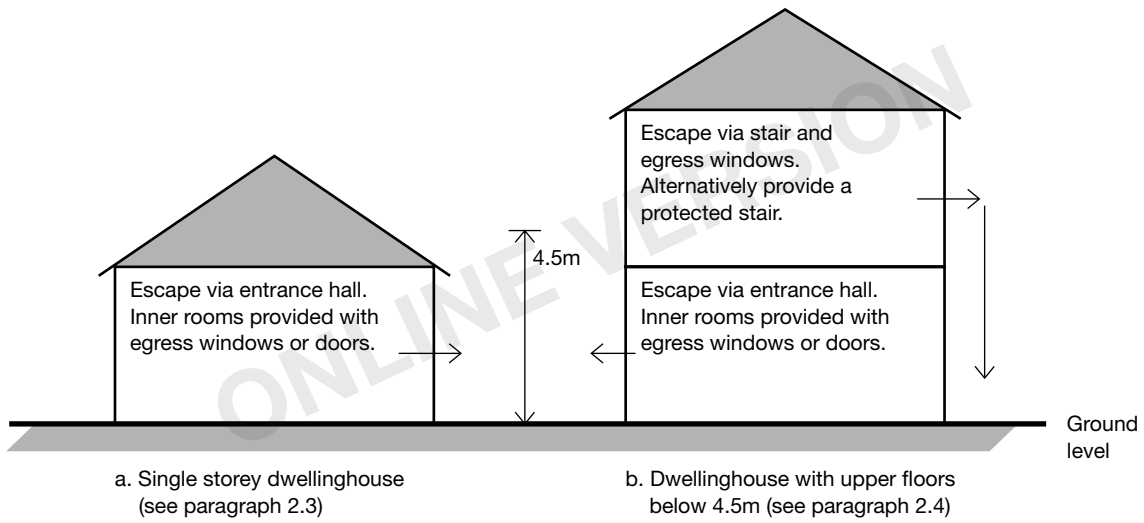 Escape via stair and
egress windows.
Alternatively provide a
protected stair.
4.5m
Escape via entrance hall.
Inner rooms provided with
egress windows or doors.
Escape via entrance hall.
Inner rooms provided with
egress windows or doors.
ONLINE VERSION
Ground
level
a. Single storey dwellinghouse
(see paragraph 2.3)
b. Dwellinghouse with upper floors
below 4.5m (see paragraph 2.4)